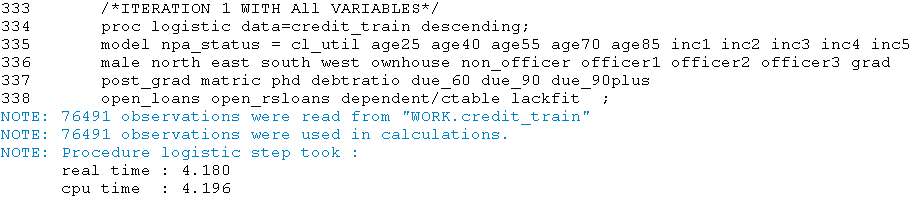 333 /*ITERATION 1 WITH All VARIABLES*/
334 proc logistic data=credit_train descending;
335 model npa_status = cl_util age25 age40 age55 age70 age85 inc1 inc2 inc3 inc4 inc5
336 male north east south west ownhouse non_officer officer1 officer2 officer3 grad
337 post_grad matric phd debtratio due_60 due_90 due_90plus
338 open_loans open_rsloans dependent/ctable lackfit ;
NOTE: 76491 observations were read from "WORK.credit_train"
NOTE: 76491 observations were used in calculations.
NOTE: Procedure logistic step took :
real time : 4.180
cpu time : 4.196